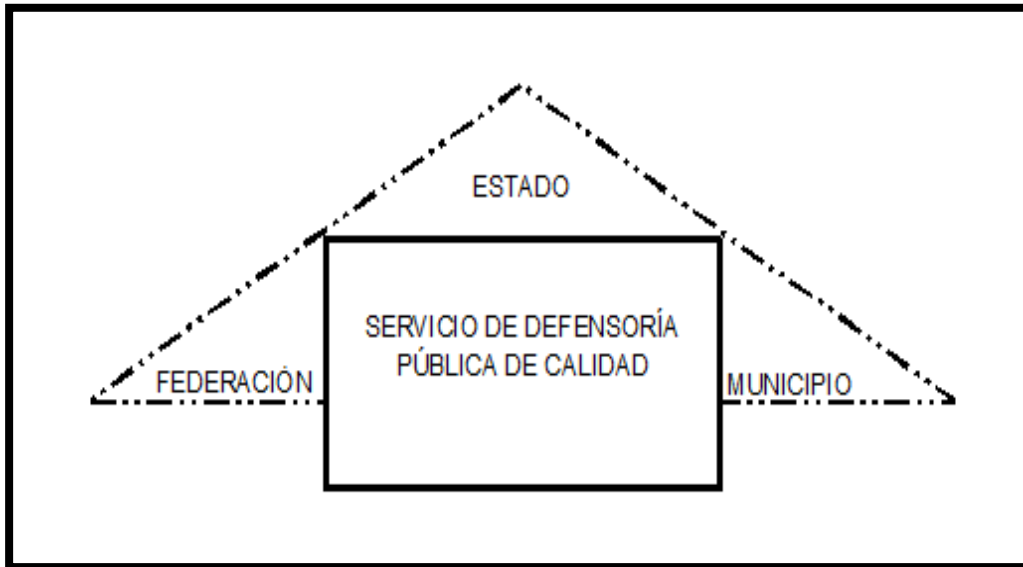 ESTADO
SERVICIO DE DEFENSORÍA
PÚBLICA DE CALIDAD
FEDERACIÓN
MUNICIPIO